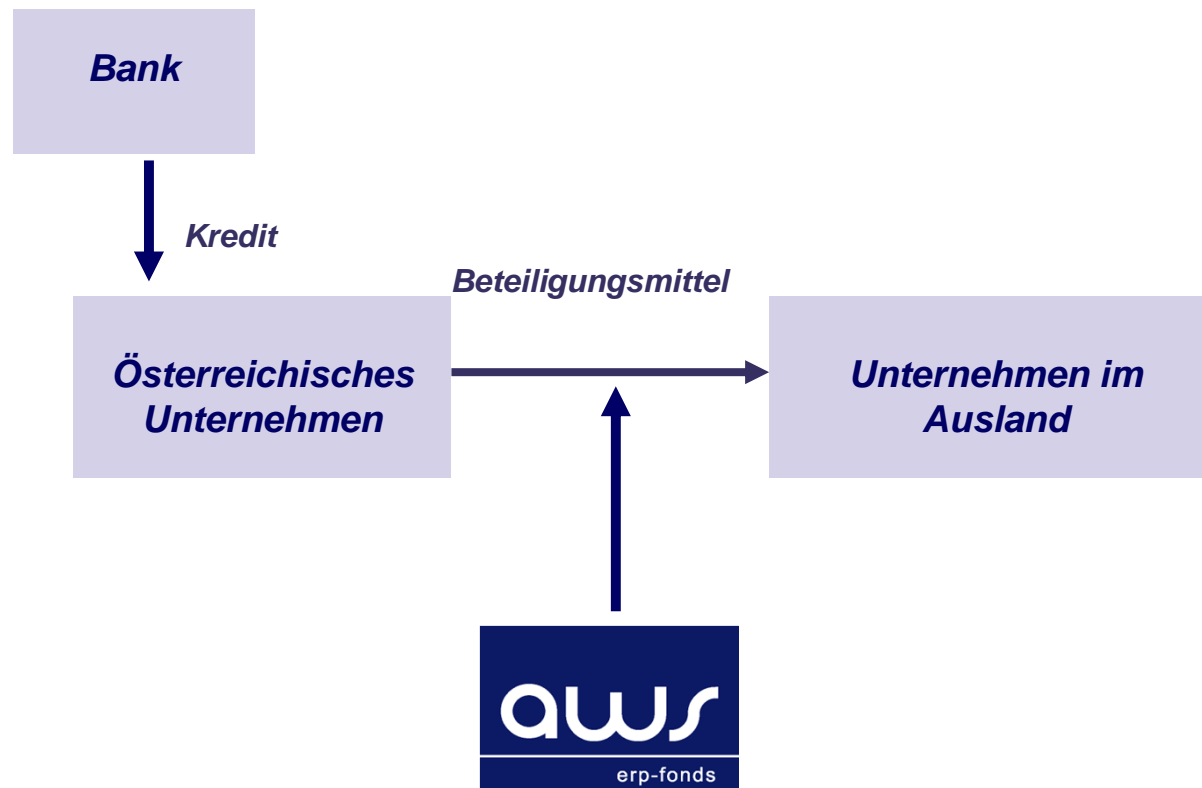 Bank
Kredit
Beteiligungsmittel
Österreichisches
Unternehmen
Unternehmen im
Ausland
aws
erp-fonds